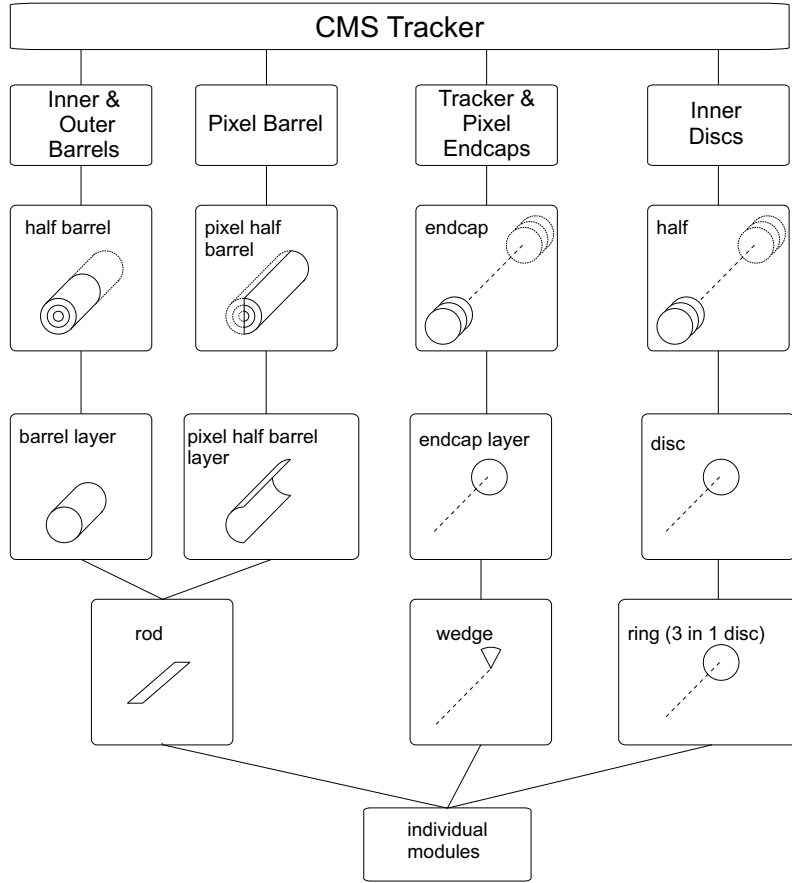 CMS Tracker
Inner &
Outer
Barrels
Pixel Barrel
Tracker &
Pixel
Endcaps
Inner
Discs
half barrel
pixel half
barrel
endcap
half
barrel layer
pixel half barrel
layer
endcap layer
disc
rod
wedge
ring (3 in 1 disc)
individual
modules